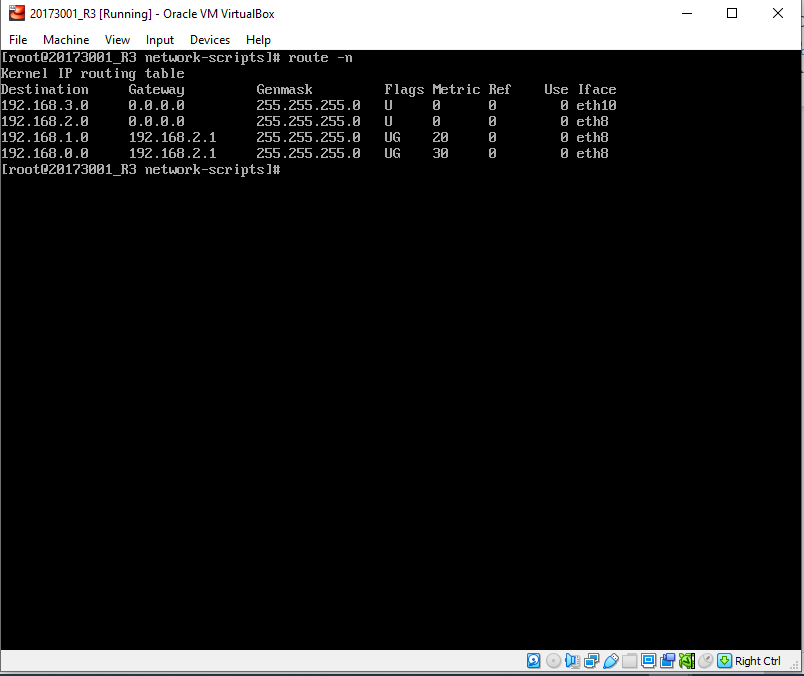 20173001_R3 [Running] - Oracle VM VirtualBox
File Machine View Input Devices Help
[root@20173001_R3 network-scripts]# route -n
Kernel IP routing table
Destination     Gateway         Genmask         Flags Metric Ref    Use Iface
192.168.3.0     0.0.0.0         255.255.255.0   U     0      0        0 eth10
192.168.2.0     0.0.0.0         255.255.255.0   U     0      0        0 eth8
192.168.1.0     192.168.2.1     255.255.255.0   UG    20     0        0 eth8
192.168.0.0     192.168.2.1     255.255.255.0   UG    30     0        0 eth8
[root@20173001_R3 network-scripts]#
Right Ctrl